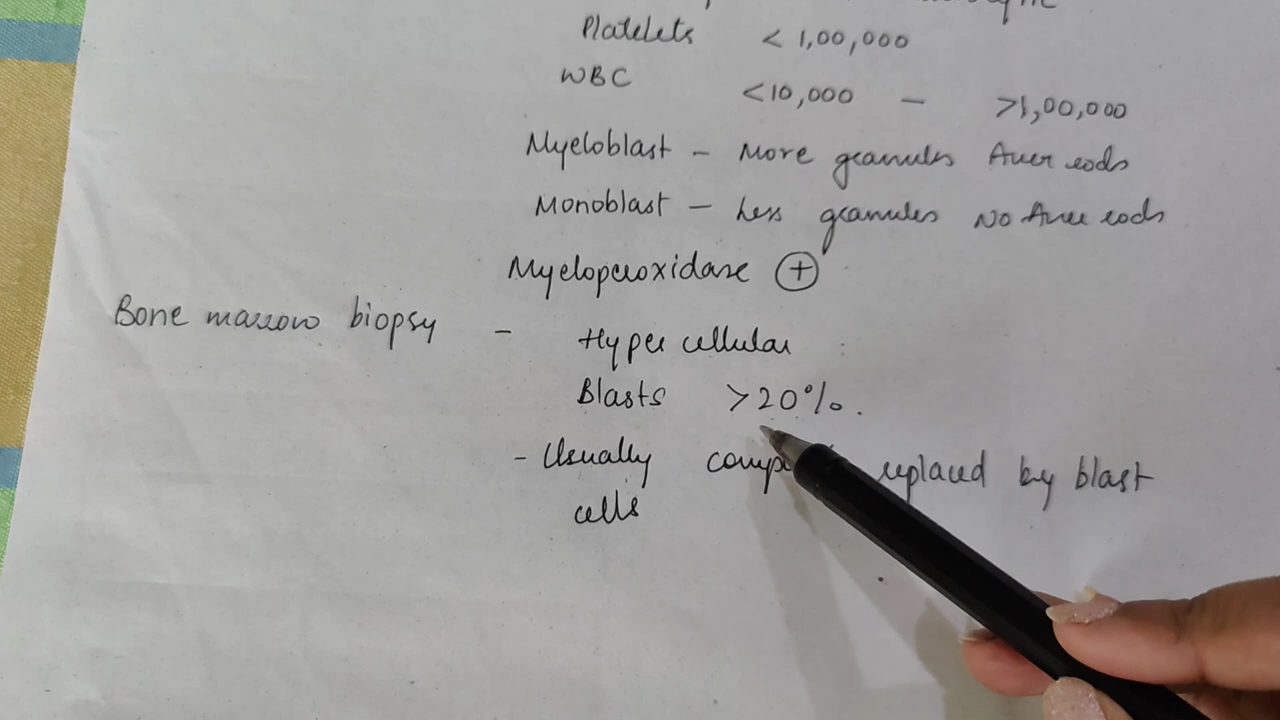 Platelets < 1,00,000
WBC <10,000 - >1,00,000
Myeloblast - More granules Auer rods
Monoblast - Less granules No Auer rods
Myeloperoxidase (+)
Bone marrow biopsy - Hyper cellular
Blasts >20%.
- Usually replaced by blast
cells